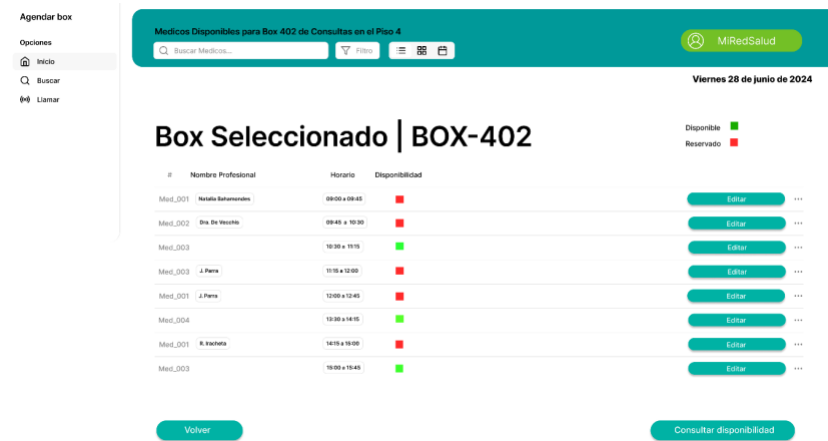 Agendar box
Opciones
Inicio
Buscar
Llamar
Medicos Disponibles para Box 402 de Consultas en el Piso 4
Buscar Medicos...
Filtro
MiRedSalud
Viernes 28 de junio de 2024
Box Seleccionado | BOX-402
Disponible
Reservado
# Nombre Profesional Horario Disponibilidad
Med_001 Natalia Bahamondes 09:00 a 09:45 Editar ...
Med_002 Dra. De Vecchis 09:45 a 10:30 Editar ...
Med_003 10:30 a 11:15 Editar ...
Med_003 J. Parra 11:15 a 12:00 Editar ...
Med_001 J. Parra 12:00 a 12:45 Editar ...
Med_004 13:30 a 14:15 Editar ...
Med_001 R. Iracheta 14:15 a 15:00 Editar ...
Med_003 15:00 a 15:45 Editar ...
Volver
Consultar disponibilidad